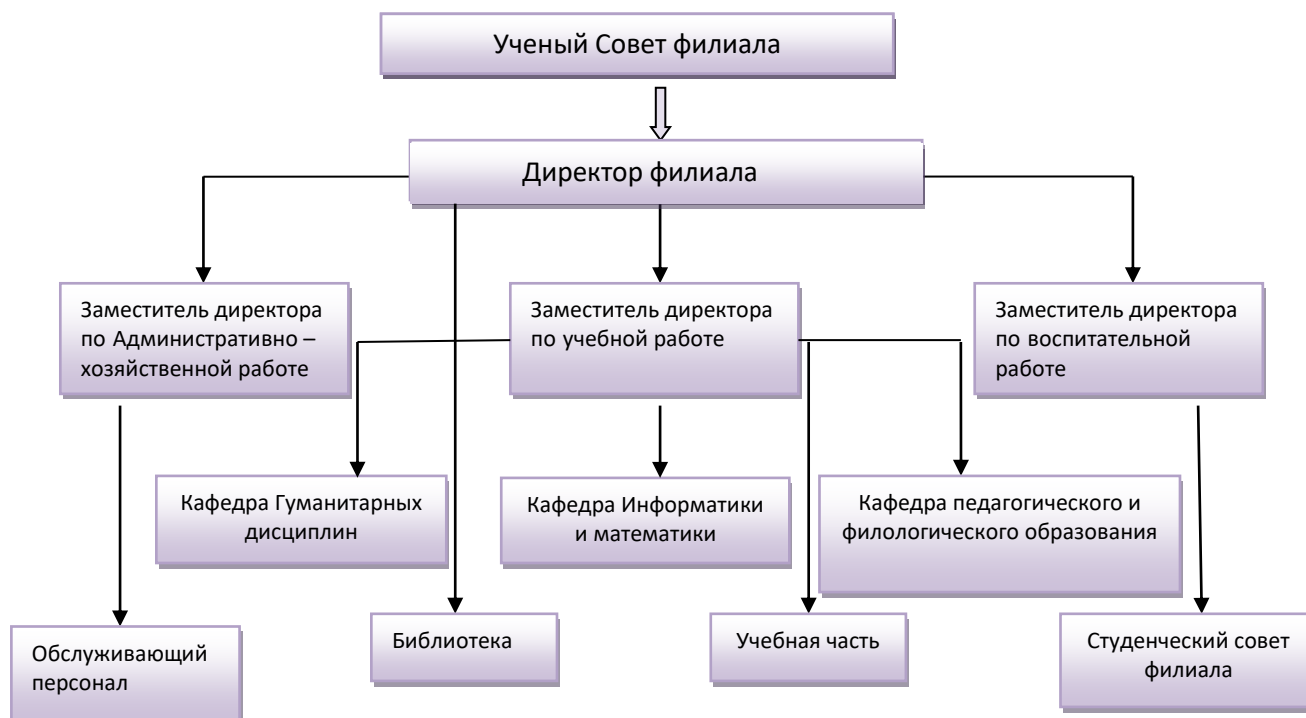 Ученый Совет филиала
Директор филиала
Заместитель директора
по Административно –
хозяйственной работе
Заместитель директора
по учебной работе
Заместитель директора
по воспитательной
работе
Кафедра Гуманитарных
дисциплин
Кафедра Информатики
и математики
Кафедра педагогического и
филологического образования
Обслуживающий
персонал
Библиотека
Учебная часть
Студенческий совет
филиала